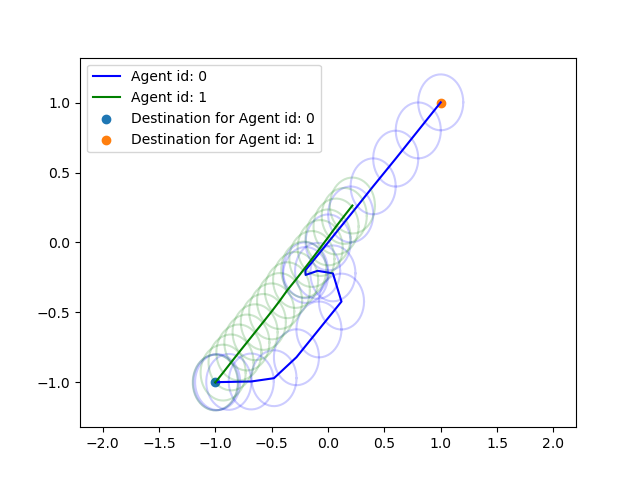 Agent id: 0
Agent id: 1
Destination for Agent id: 0
Destination for Agent id: 1
1.0
0.5
0.0
−0.5
−1.0
−2.0 −1.5 −1.0 −0.5 0.0 0.5 1.0 1.5 2.0